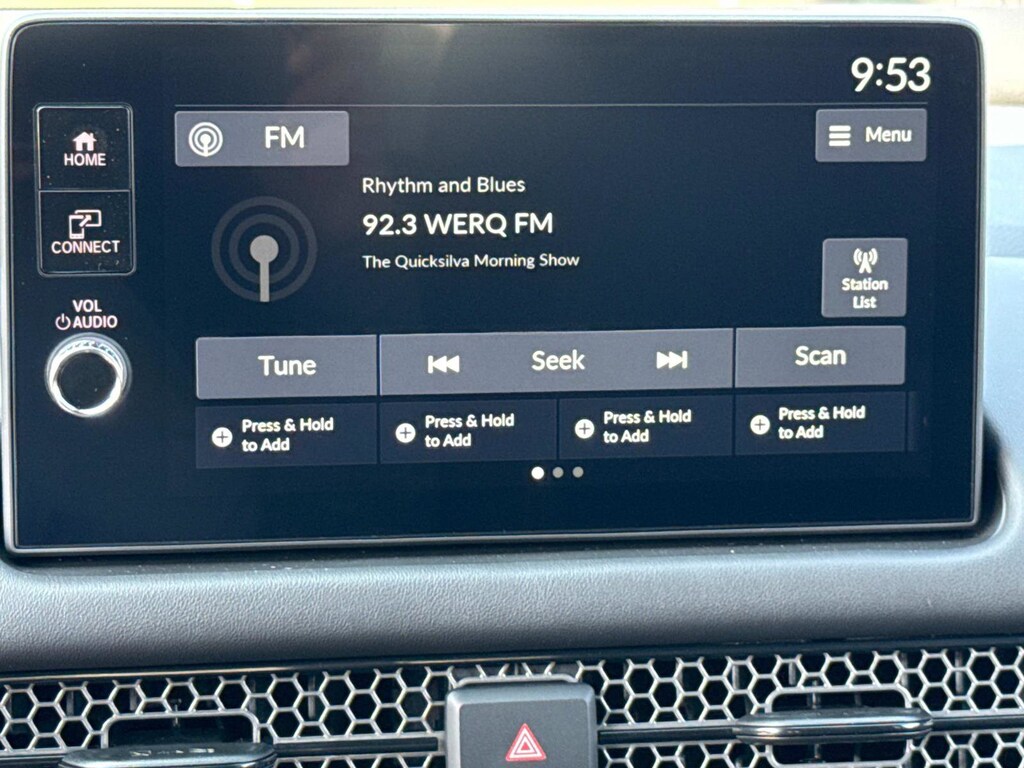 9:53
HOME
FM
Menu
Rhythm and Blues
92.3 WERQ FM
CONNECT
The Quicksilva Morning Show
Station
List
VOL
AUDIO
Tune
Seek
Scan
Press & Hold
to Add
Press & Hold
to Add
Press & Hold
to Add
Press & Hold
to Add